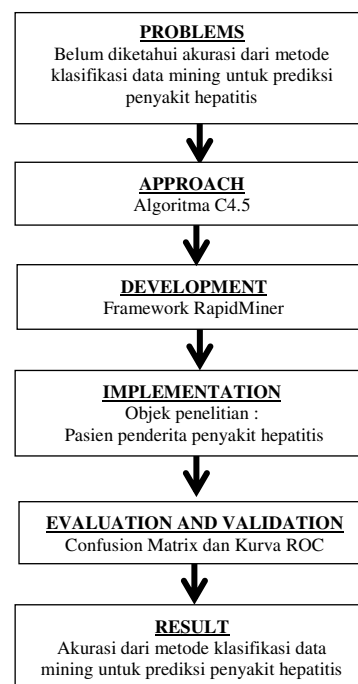 PROBLEMS
Belum diketahui akurasi dari metode
klasifikasi data mining untuk prediksi
penyakit hepatitis
APPROACH
Algoritma C4.5
DEVELOPMENT
Framework RapidMiner
IMPLEMENTATION
Objek penelitian :
Pasien penderita penyakit hepatitis
EVALUATION AND VALIDATION
Confusion Matrix dan Kurva ROC
RESULT
Akurasi dari metode klasifikasi data
mining untuk prediksi penyakit hepatitis